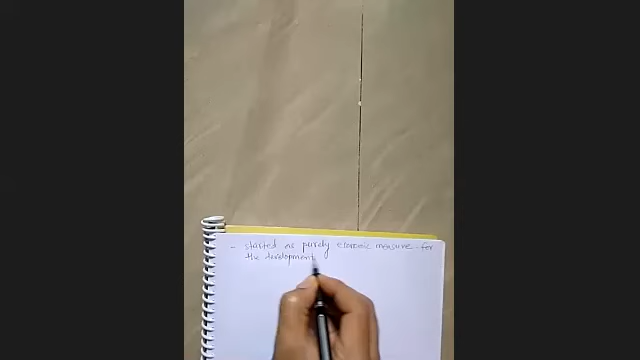 - started as purely economic measure for
the development